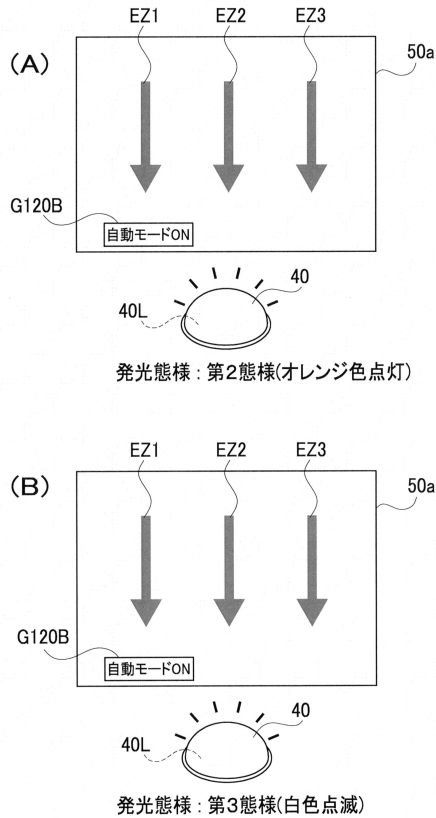 EZ1 EZ2 EZ3
(A)
50a
G120B
自動モードON
40
40L
発光態様：第2態様(オレンジ色点灯)
EZ1 EZ2 EZ3
(B)
50a
G120B
自動モードON
40
40L
発光態様：第3態様(白色点滅)